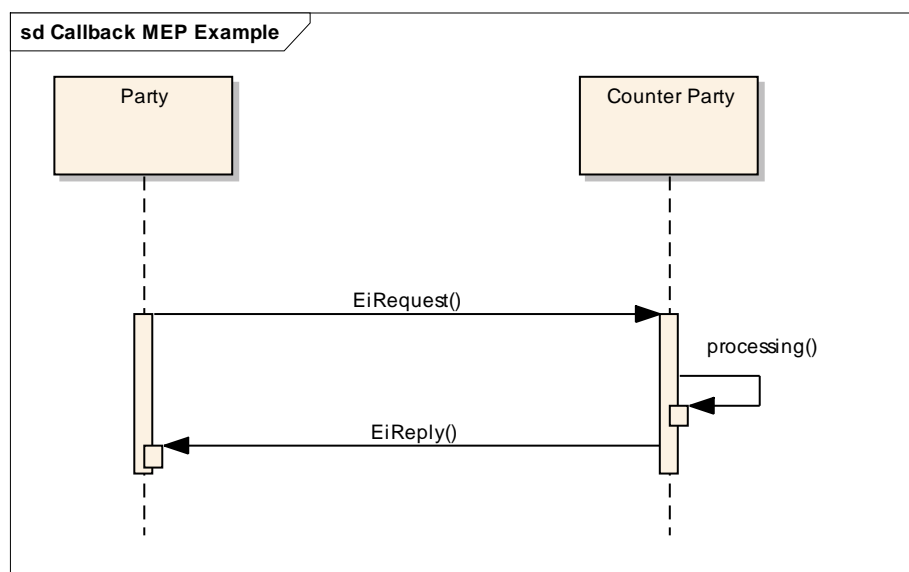 sd Callback MEP Example
Party
Counter Party
EiRequest()
processing()
EiReply()